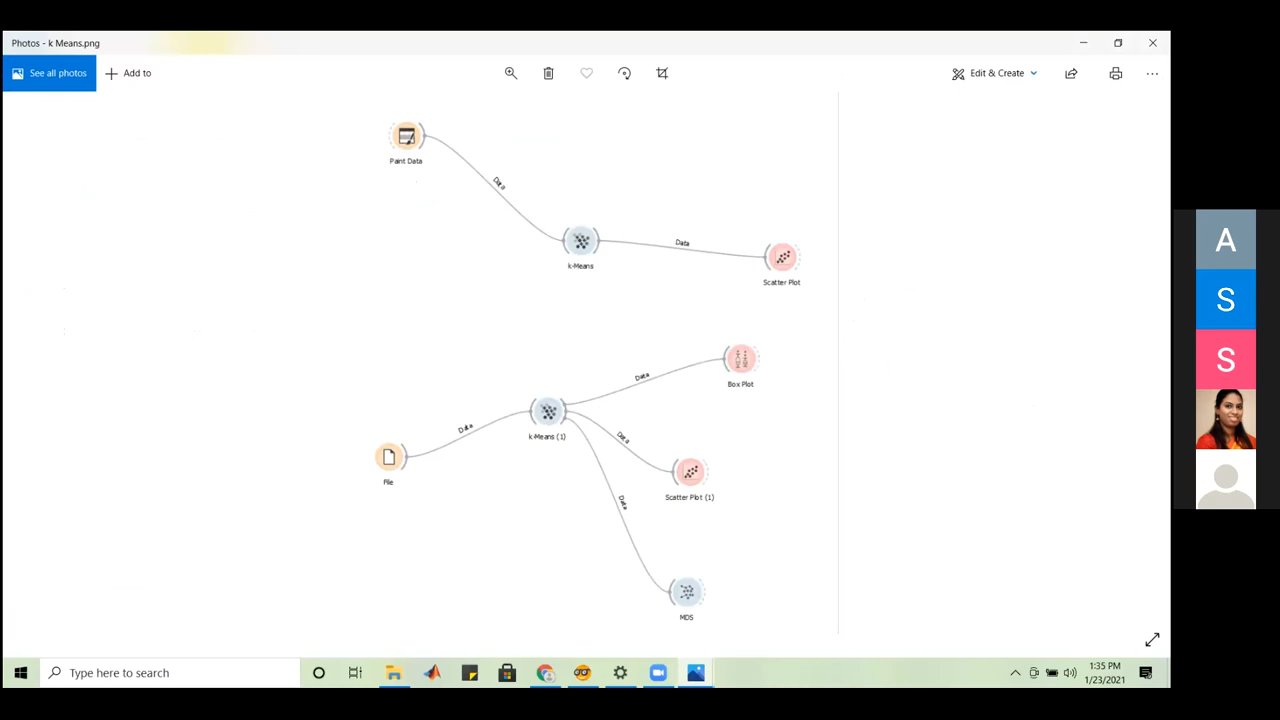 Photos - k Means.png
See all photos
Add to
Edit & Create
Paint Data
Data
k-Means
Data
Scatter Plot
Data
Box Plot
Data
k-Means (1)
Data
File
Scatter Plot (1)
Data
MDS
A
S
S
Type here to search
1:35 PM
1/23/2021